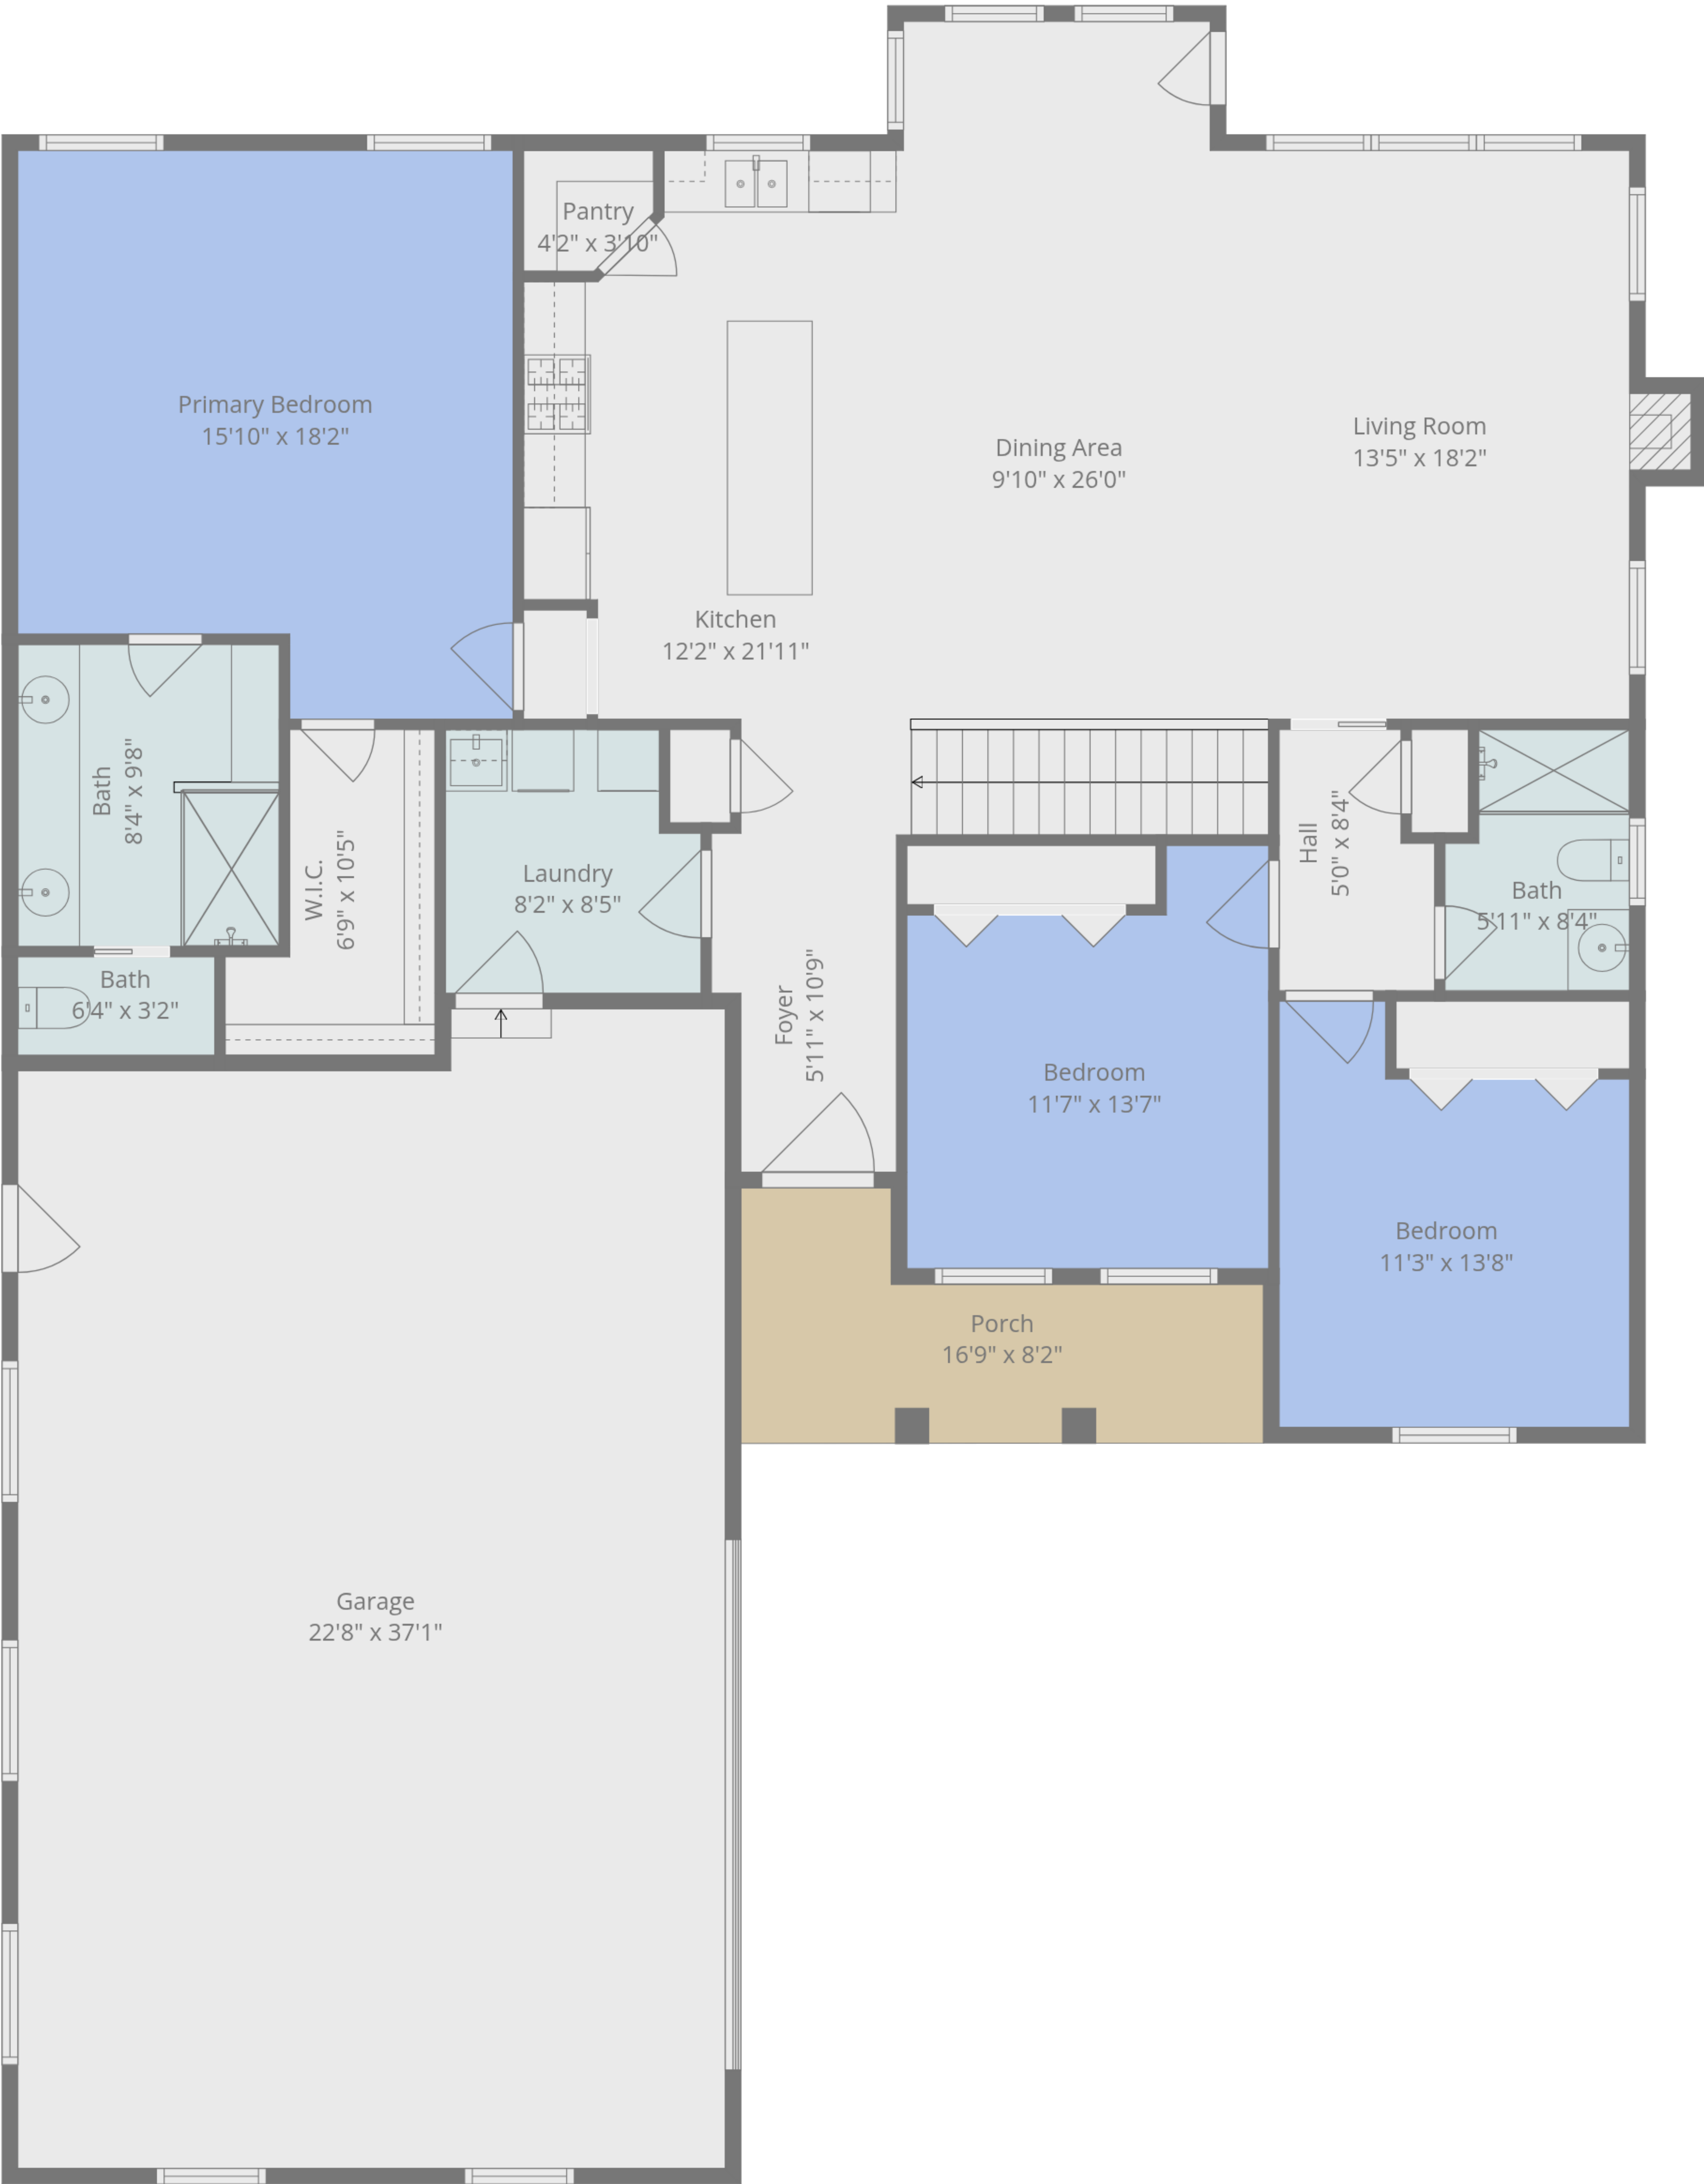 Pantry
4'2" x 3'10"
Primary Bedroom
15'10" x 18'2"
Living Room
13'5" x 18'2"
Dining Area
9'10" x 26'0"
Kitchen
12'2" x 21'11"
Bath
8'4" x 9'8"
W.I.C.
6'9" x 10'5"
Laundry
8'2" x 8'5"
Hall
5'0" x 8'4"
Bath
5'11" x 8'4"
Bath
6'4" x 3'2"
Foyer
5'11" x 10'9"
Bedroom
11'7" x 13'7"
Bedroom
11'3" x 13'8"
Porch
16'9" x 8'2"
Garage
22'8" x 37'1"